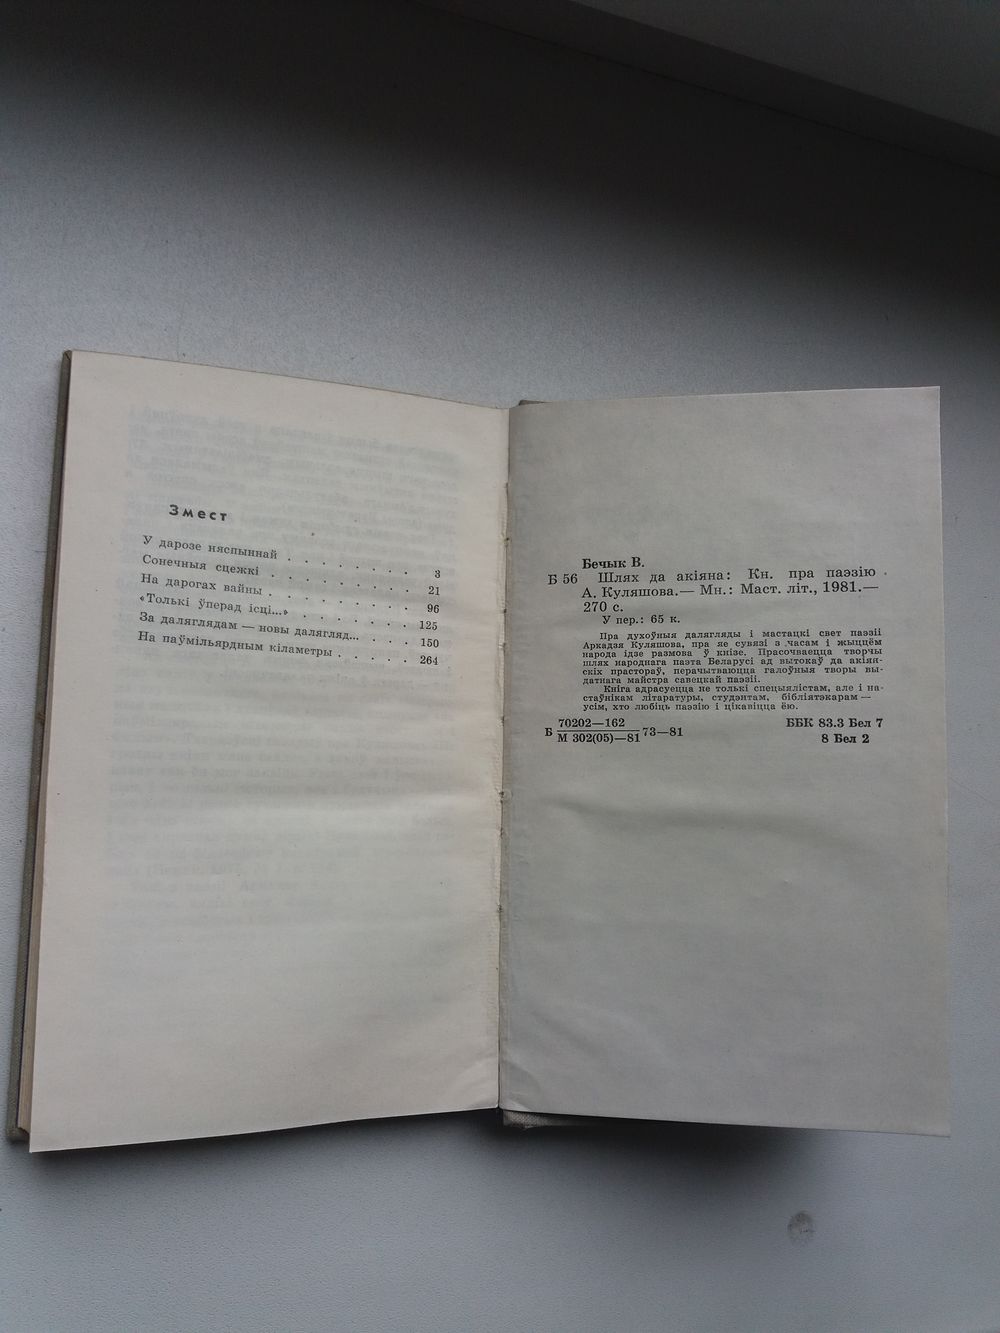 Змест
У дарозе няспыннай . . . . . . . . 3
Сонечныя сцежкі . . . . . . . . . 21
На дарогах вайны . . . . . . . . . 96
«Толькі ўперад ісці...» . . . . . . . . 125
За даляглядам — новы далягляд... . . . . 150
На паўмільярдным кіламетры . . . . . 264
Бечык В.
Б 56 Шлях да акіяна: Кн. пра паэзію
А. Куляшова.— Мн.: Маст. літ., 1981.—
270 с.
У пер.: 65 к.
Пра духоўныя далягляды і мастацкі свет паэзіі
Аркадзя Куляшова, пра яе сувязі з часам і жыццём
народа ідзе размова ў кнізе. Прасочваецца творчы
шлях народнага паэта Беларусі ад вытокаў да акіян-
скіх прастораў, перачытваюцца галоўныя творы вы-
датнага майстра савецкай паэзіі.
Кніга адрасуецца не толькі спецыялістам, але і на-
стаўнікам літаратуры, студэнтам, бібліятэкарам —
усім, хто любіць паэзію і цікавіцца ёю.
Б 70202—162 73—81 ББК 83.3 Бел 7
М 302(05)—81 8 Бел 2